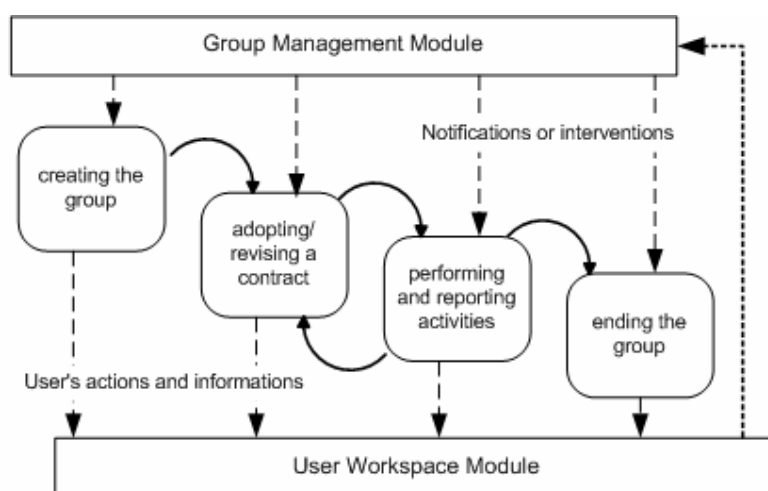 Group Management Module
Notifications or interventions
creating the
group
adopting/
revising a
contract
performing
and reporting
activities
ending the
group
User's actions and informations
User Workspace Module